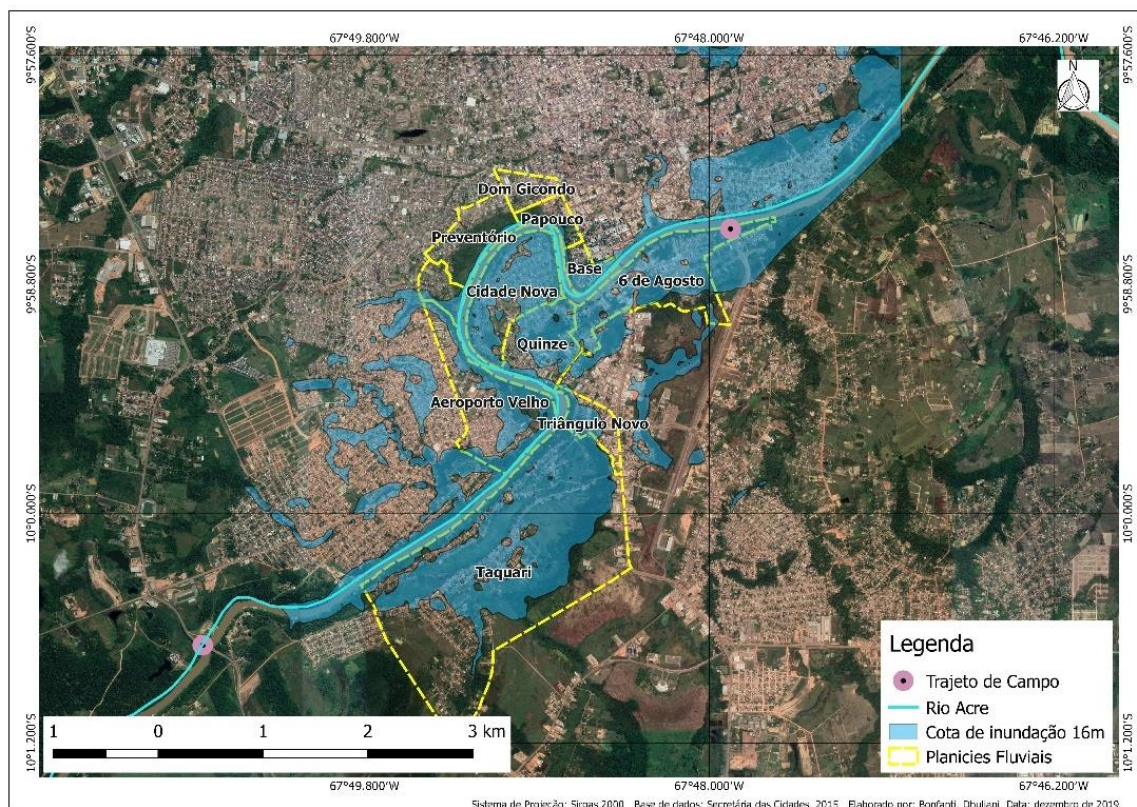 67°49.800'W 67°48.000'W 67°46.200'W
9°57.600'S 9°57.600'S
N
Dom Gicondo
Papouco
Preventório
Base
6 de Agosto
9°58.800'S 9°58.800'S
Cidade Nova
Quinze
Aeroporto Velho
Triângulo Novo
10°0.000'S 10°0.000'S
Taquari
Legenda
Trajeto de Campo
Rio Acre
Cota de inundação 16m
Planicies Fluviais
1 0 1 2 3 km
10°1.200'S 10°1.200'S
67°49.800'W 67°48.000'W 67°46.200'W
Sistema de Projeção: Sirgas 2000 Base de dados: Secretária das Cidades, 2015 Elaborado por: Bonfanti, Dhuliani Data: dezembro de 2019